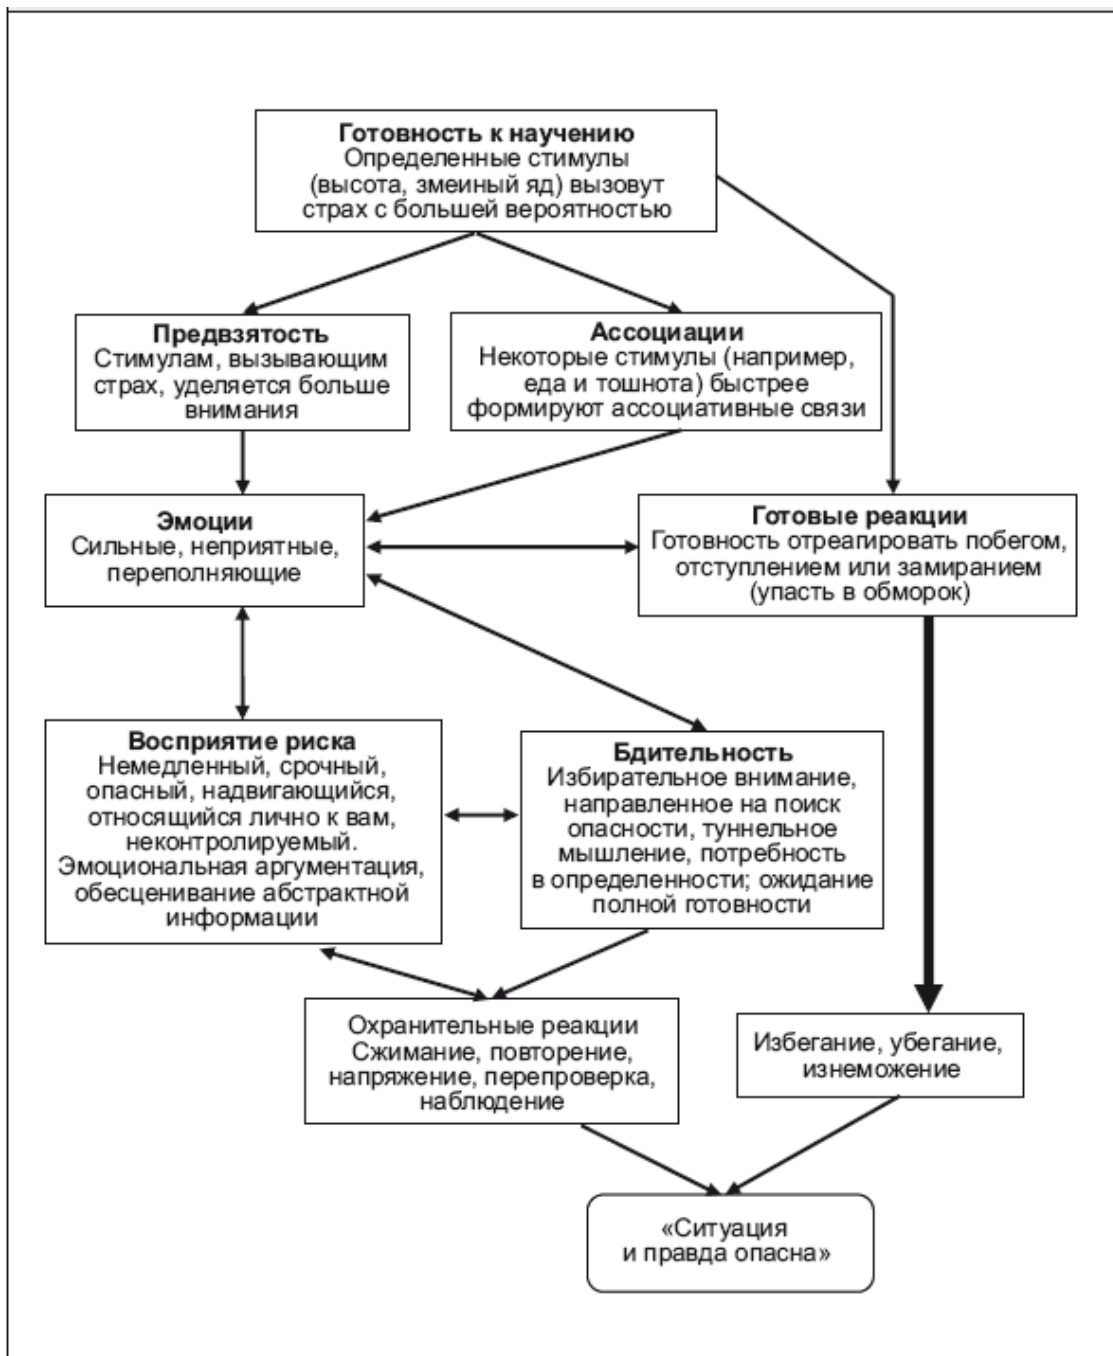 Готовность к научению
Определенные стимулы
(высота, змеиный яд) вызовут
страх с большей вероятностью
Предвзятость
Стимулам, вызывающим
страх, уделяется больше
внимания
Ассоциации
Некоторые стимулы (например,
еда и тошнота) быстрее
формируют ассоциативные связи
Эмоции
Сильные, неприятные,
переполняющие
Готовые реакции
Готовность отреагировать побегом,
отступлением или замиранием
(упасть в обморок)
Восприятие риска
Немедленный, срочный,
опасный, надвигающийся,
относящийся лично к вам,
неконтролируемый.
Эмоциональная аргументация,
обесценивание абстрактной
информации
Бдительность
Избирательное внимание,
направленное на поиск
опасности, туннельное
мышление, потребность
в определенности; ожидание
полной готовности
Охранительные реакции
Сжимание, повторение,
напряжение, перепроверка,
наблюдение
Избегание, убегание,
изнеможение
«Ситуация
и правда опасна»